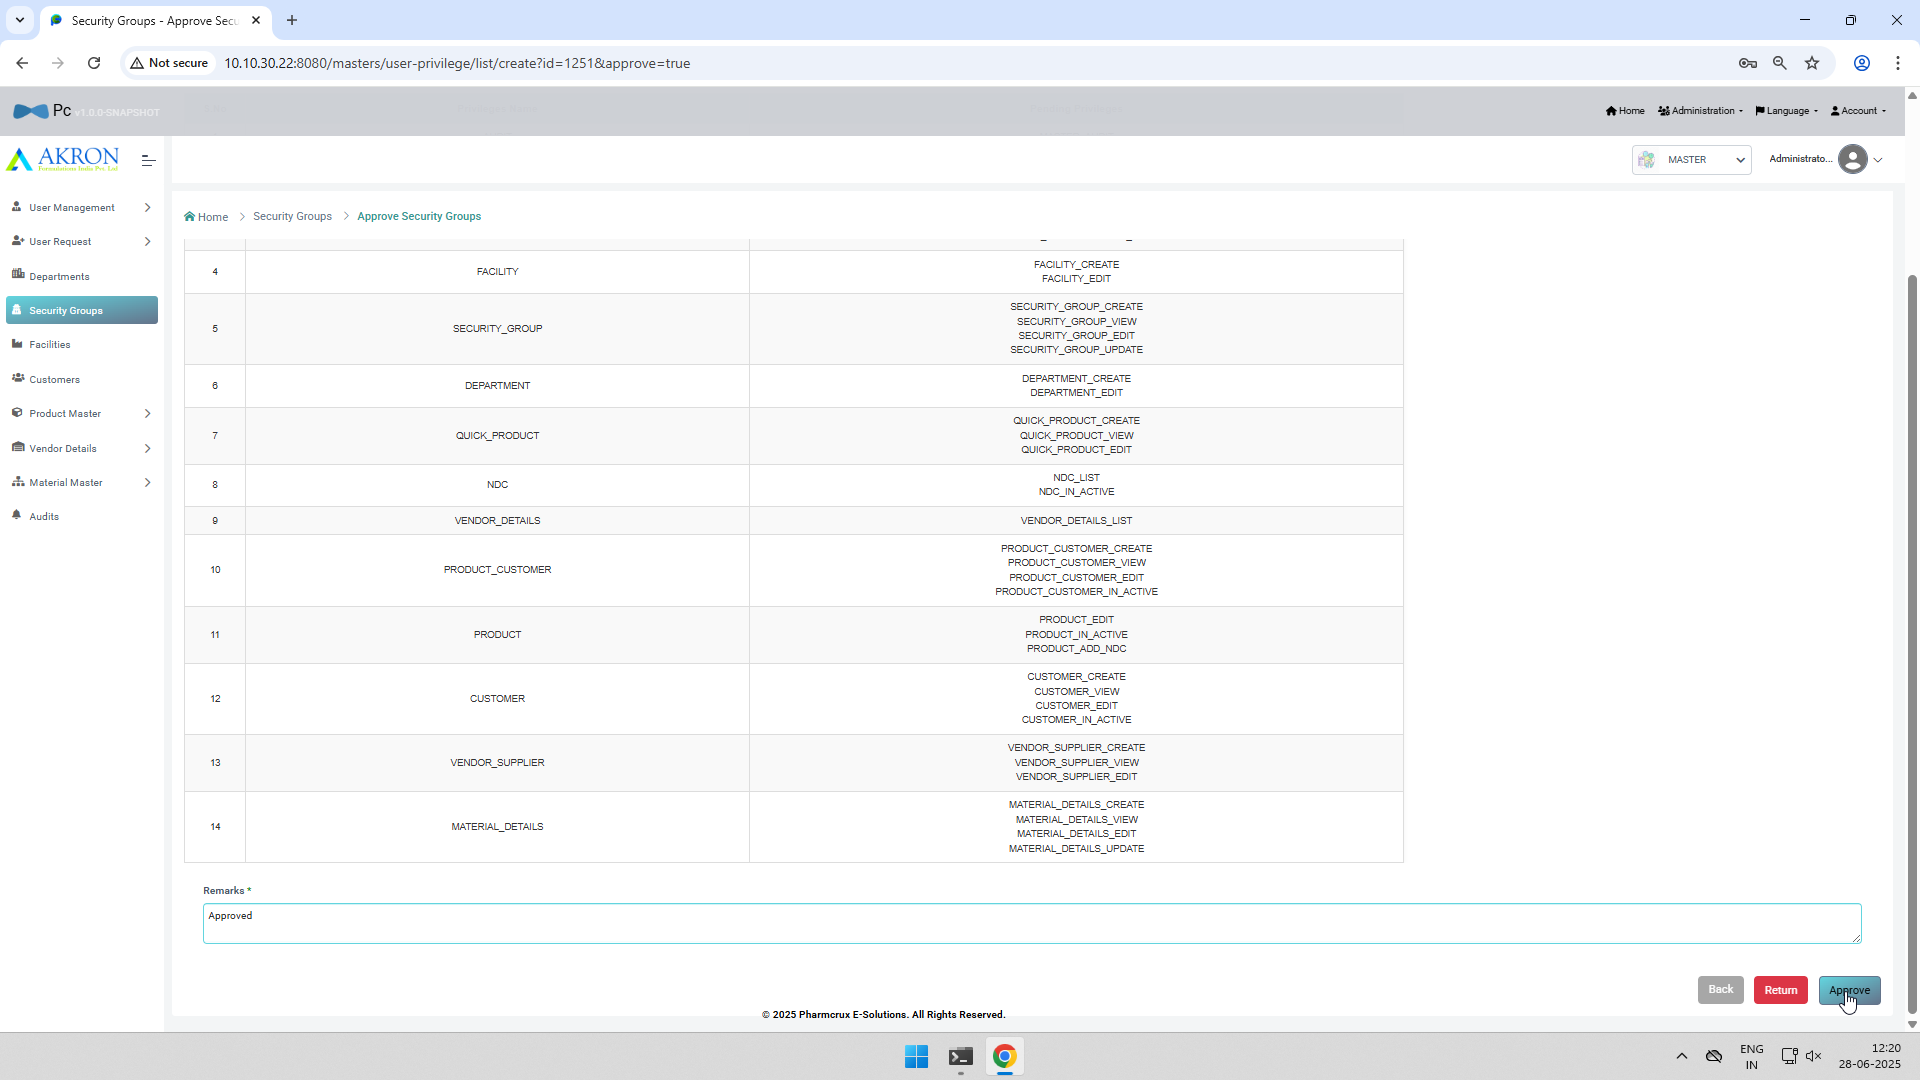 Security Groups - Approve Secu
Not secure
10.10.30.22:8080/masters/user-privilege/list/create?id=1251&approve=true
Pc v1.0.0-SNAPSHOT
Home
Administration
Language
Account
AKRON
MASTER
Administrato...
User Management
User Request
Departments
Security Groups
Facilities
Customers
Product Master
Vendor Details
Material Master
Audits
Home > Security Groups > Approve Security Groups
4 FACILITY FACILITY_CREATE
FACILITY_EDIT
5 SECURITY_GROUP SECURITY_GROUP_CREATE
SECURITY_GROUP_VIEW
SECURITY_GROUP_EDIT
SECURITY_GROUP_UPDATE
6 DEPARTMENT DEPARTMENT_CREATE
DEPARTMENT_EDIT
7 QUICK_PRODUCT QUICK_PRODUCT_CREATE
QUICK_PRODUCT_VIEW
QUICK_PRODUCT_EDIT
8 NDC NDC_LIST
NDC_IN_ACTIVE
9 VENDOR_DETAILS VENDOR_DETAILS_LIST
10 PRODUCT_CUSTOMER PRODUCT_CUSTOMER_CREATE
PRODUCT_CUSTOMER_VIEW
PRODUCT_CUSTOMER_EDIT
PRODUCT_CUSTOMER_IN_ACTIVE
11 PRODUCT PRODUCT_EDIT
PRODUCT_IN_ACTIVE
PRODUCT_ADD_NDC
12 CUSTOMER CUSTOMER_CREATE
CUSTOMER_VIEW
CUSTOMER_EDIT
CUSTOMER_IN_ACTIVE
13 VENDOR_SUPPLIER VENDOR_SUPPLIER_CREATE
VENDOR_SUPPLIER_VIEW
VENDOR_SUPPLIER_EDIT
14 MATERIAL_DETAILS MATERIAL_DETAILS_CREATE
MATERIAL_DETAILS_VIEW
MATERIAL_DETAILS_EDIT
MATERIAL_DETAILS_UPDATE
Remarks *
Approved
Back
Return
Approve
© 2025 Pharmcrux E-Solutions. All Rights Reserved.
ENG
IN
12:20
28-06-2025